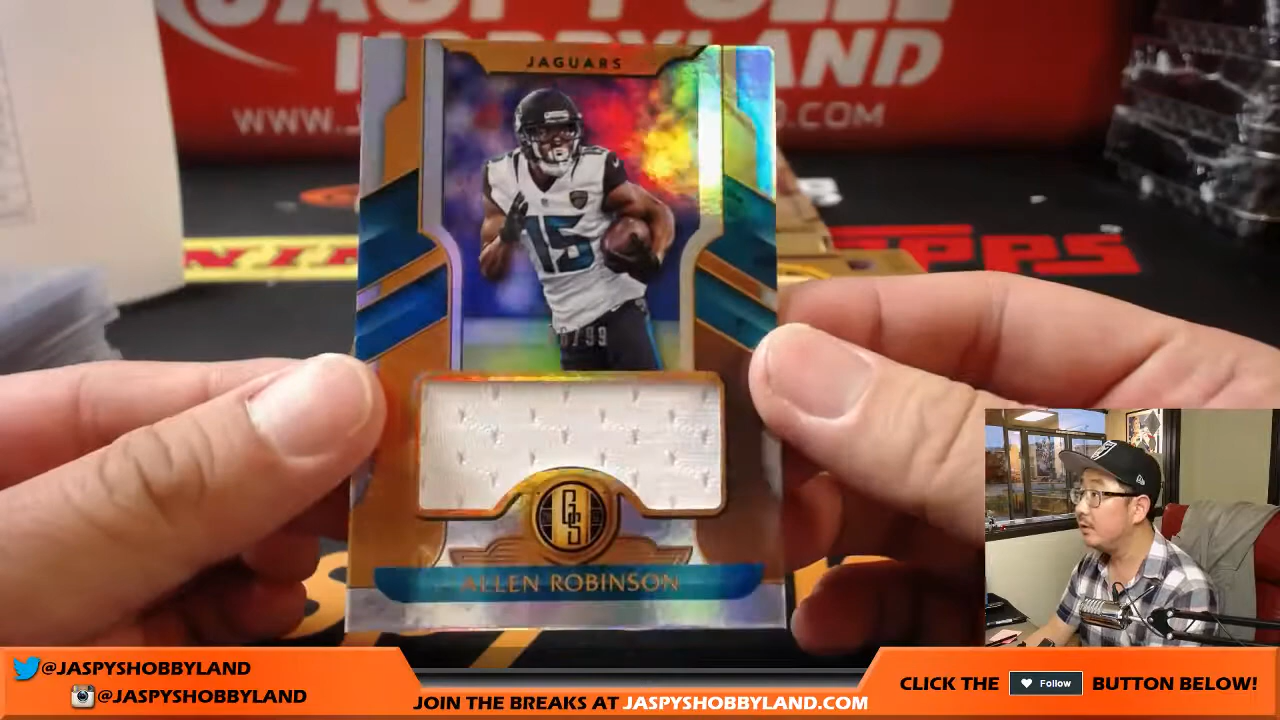 HOBBYLAND
WWW.
.COM
JAGUARS
15
/99
GS
ALLEN ROBINSON
@JASPYSHOBBYLAND
@JASPYSHOBBYLAND
JOIN THE BREAKS AT JASPYSHOBBYLAND.COM
CLICK THE Follow BUTTON BELOW!